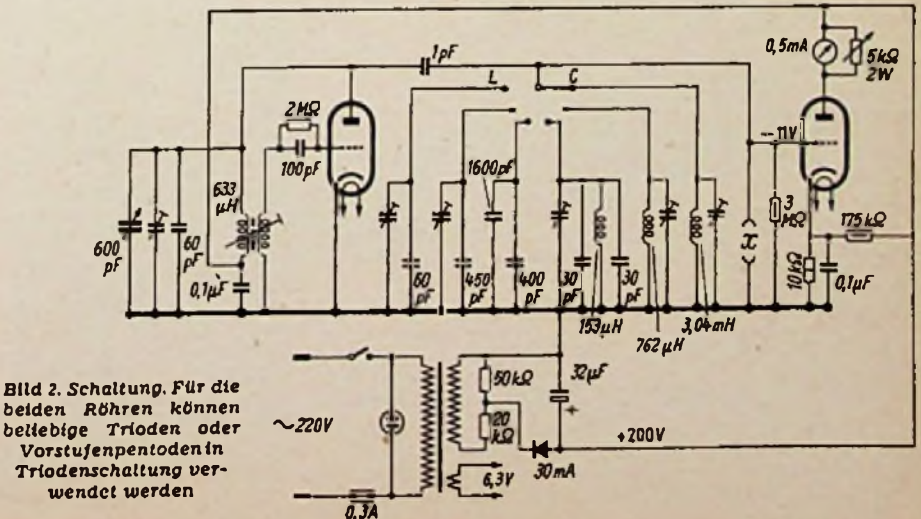 1pF
0,5mA
5kΩ
2W
L
C
2MΩ
100pF
-11V
1600pF
633
μH
600
pF
60
pF
0,1μF
60
pF
450
pF
400
pF
30
pF
30
pF
153μH
762μH
3,04mH
X
3
MΩ
175kΩ
10kΩ
0,1μF
Bild 2. Schaltung. Für die
beiden Röhren können
beliebige Trioden oder
Vorstufenpentoden in
Triodenschaltung ver-
wendet werden
~220V
0,3A
50kΩ
20
kΩ
6,3V
30mA
32μF
+
+200V